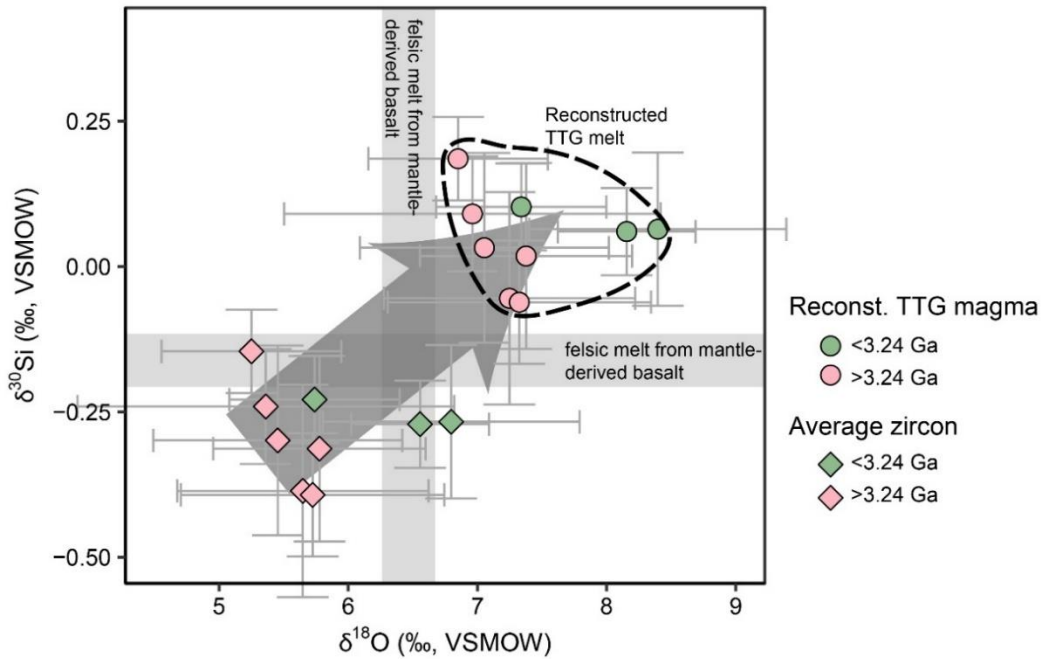 felsic melt from mantle-
derived basalt
Reconstructed
TTG melt
0.25
0.00
−0.25
−0.50
δ³⁰Si (‰, VSMOW)
felsic melt from mantle-
derived basalt
5
6
7
8
9
δ¹⁸O (‰, VSMOW)
Reconst. TTG magma
<3.24 Ga
>3.24 Ga
Average zircon
<3.24 Ga
>3.24 Ga